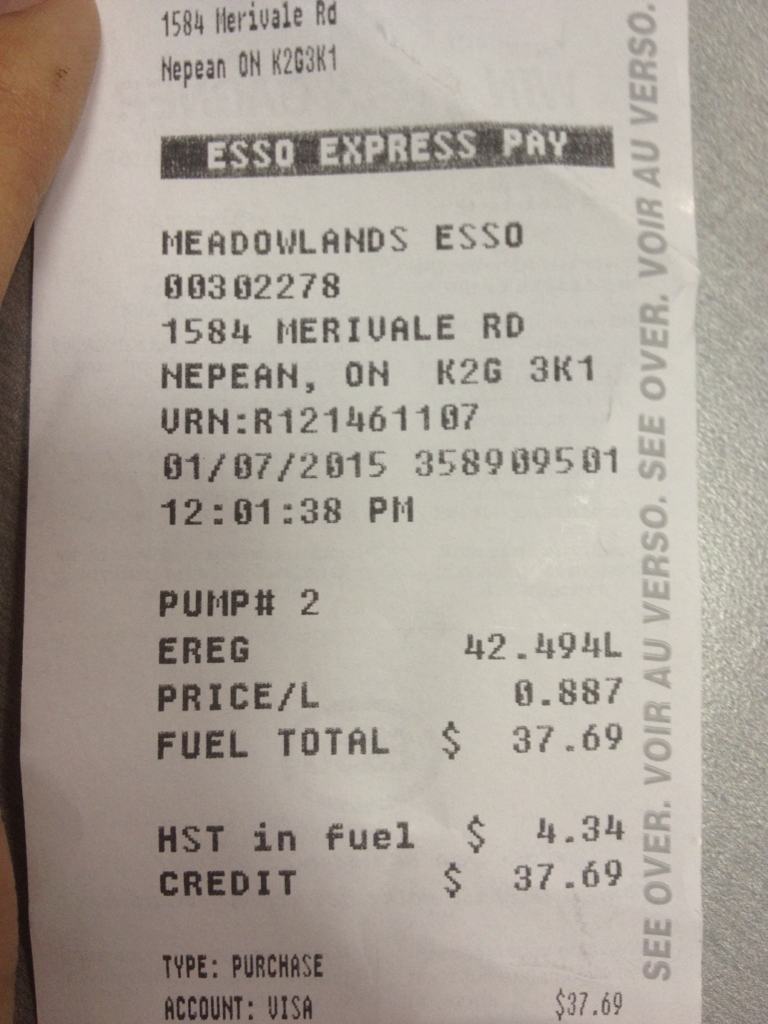 1584 Merivale Rd
Nepean ON K2G3K1
ESSO EXPRESS PAY
MEADOWLANDS ESSO
00302278
1584 MERIVALE RD
NEPEAN, ON K2G 3K1
VRN:R121461107
01/07/2015 358909501
12:01:38 PM
PUMP# 2
EREG 42.494L
PRICE/L 0.887
FUEL TOTAL $ 37.69
HST in fuel $ 4.34
CREDIT $ 37.69
TYPE: PURCHASE
ACCOUNT: VISA $37.69
SEE OVER. VOIR AU VERSO. SEE OVER. VOIR AU VERSO.